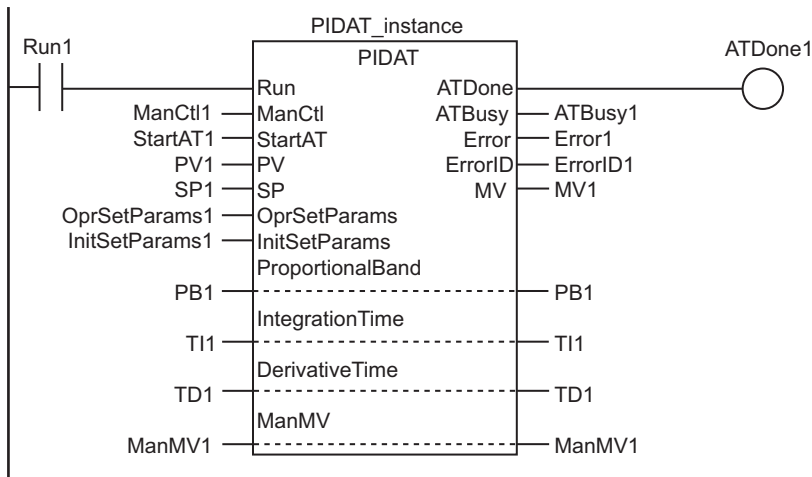 PIDAT_instance
Run1 PIDAT ATDone1
Run ATDone
ManCtl1 ManCtl ATBusy ATBusy1
StartAT1 StartAT Error Error1
PV1 PV ErrorID ErrorID1
SP1 SP MV MV1
OprSetParams1 OprSetParams
InitSetParams1 InitSetParams
ProportionalBand
PB1 PB1
IntegrationTime
TI1 TI1
DerivativeTime
TD1 TD1
ManMV
ManMV1 ManMV1